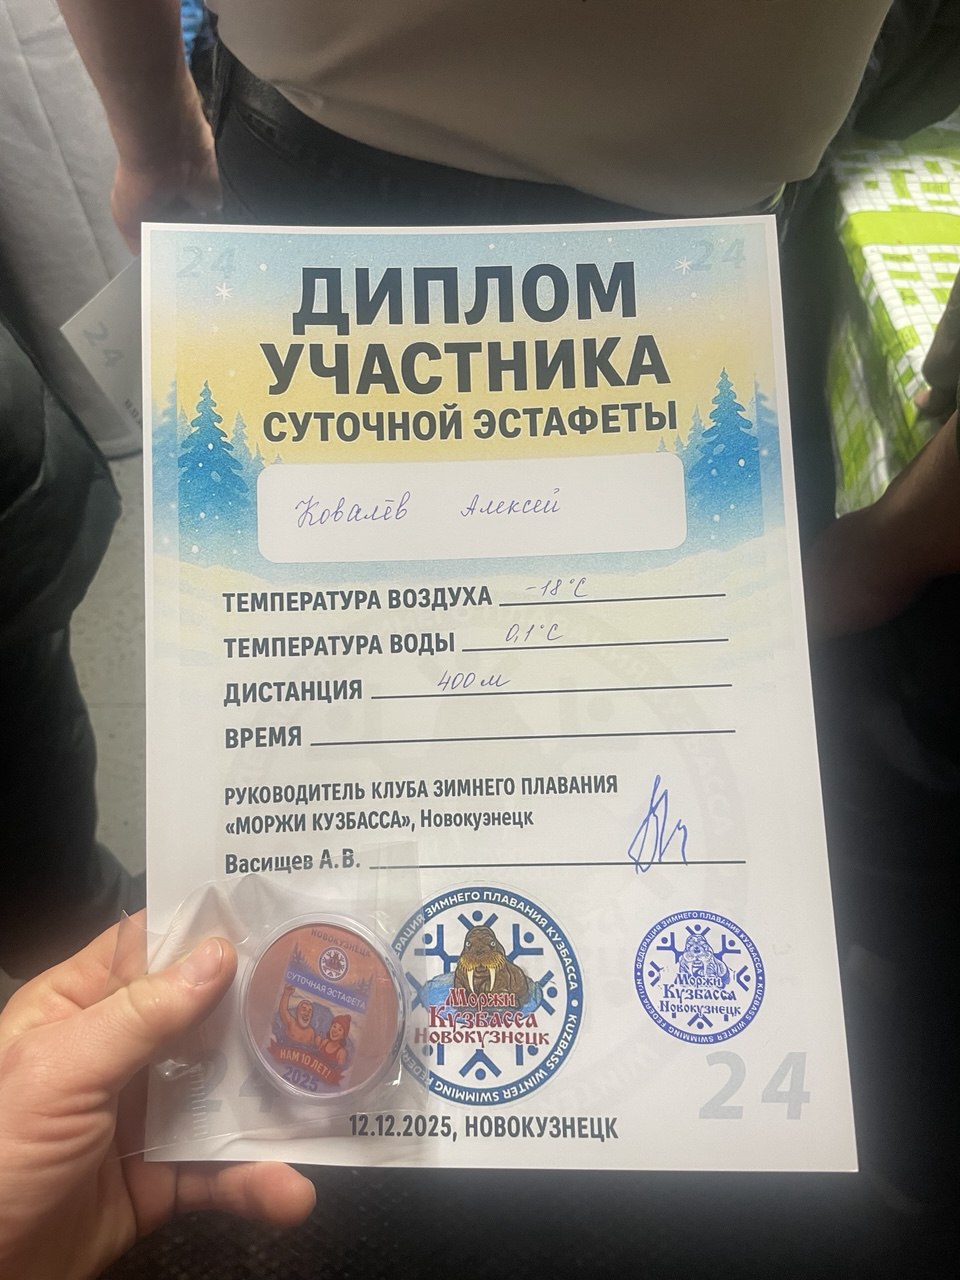 24 24
ДИПЛОМ
УЧАСТНИКА
СУТОЧНОЙ ЭСТАФЕТЫ
Ковалёв Алексей
ТЕМПЕРАТУРА ВОЗДУХА -18°C
ТЕМПЕРАТУРА ВОДЫ 0,1°C
ДИСТАНЦИЯ 400 м
ВРЕМЯ
РУКОВОДИТЕЛЬ КЛУБА ЗИМНЕГО ПЛАВАНИЯ
«МОРЖИ КУЗБАССА», Новокузнецк
Васищев А.В.
НОВОКУЗНЕЦК
СУТОЧНАЯ ЭСТАФЕТА
НАМ 10 ЛЕТ!
2025
ЗИМНЕГО ПЛАВАНИЯ КУЗБАССА • KUZBASS WINTER SWIMMING
Моржи
Кузбасса
Новокузнецк
ФЕДЕРАЦИЯ ЗИМНЕГО ПЛАВАНИЯ КУЗБАССА • KUZBASS WINTER SWIMMING FEDERATION •
Моржи
Кузбасса
Новокузнецк
24
24
12.12.2025, НОВОКУЗНЕЦК
24